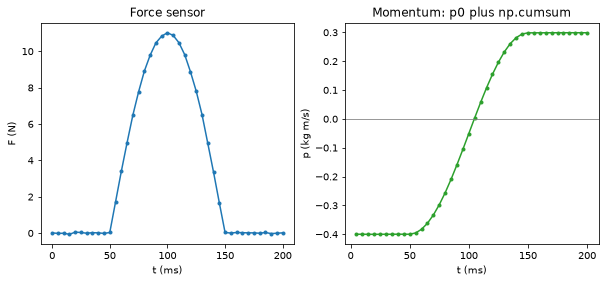 Force sensor
F (N)
10
8
6
4
2
0
0 50 100 150 200
t (ms)
Momentum: p0 plus np.cumsum
p (kg m/s)
0.3
0.2
0.1
0.0
−0.1
−0.2
−0.3
−0.4
0 50 100 150 200
t (ms)